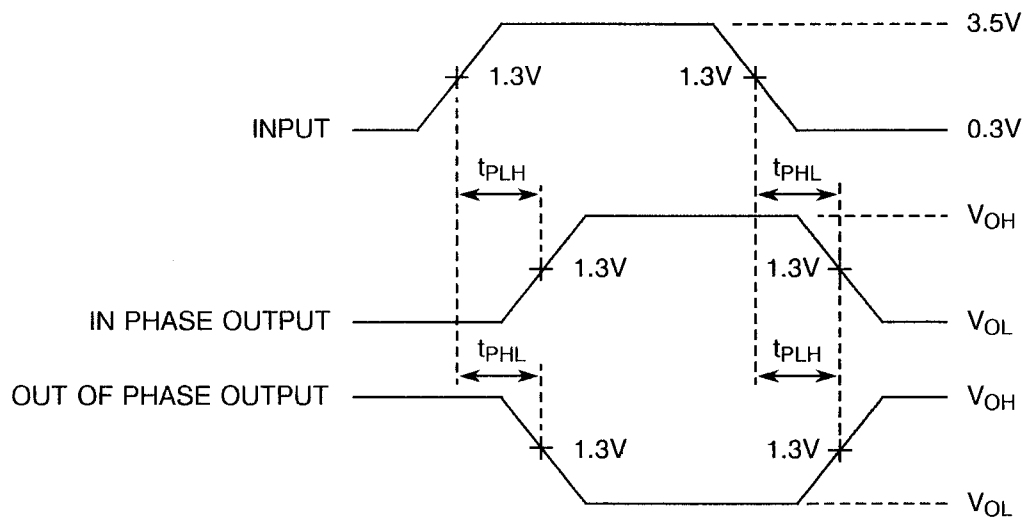 3.5V
1.3V 1.3V
INPUT 0.3V
tPLH tPHL
VOH
1.3V 1.3V
IN PHASE OUTPUT VOL
tPHL tPLH
OUT OF PHASE OUTPUT VOH
1.3V 1.3V
VOL